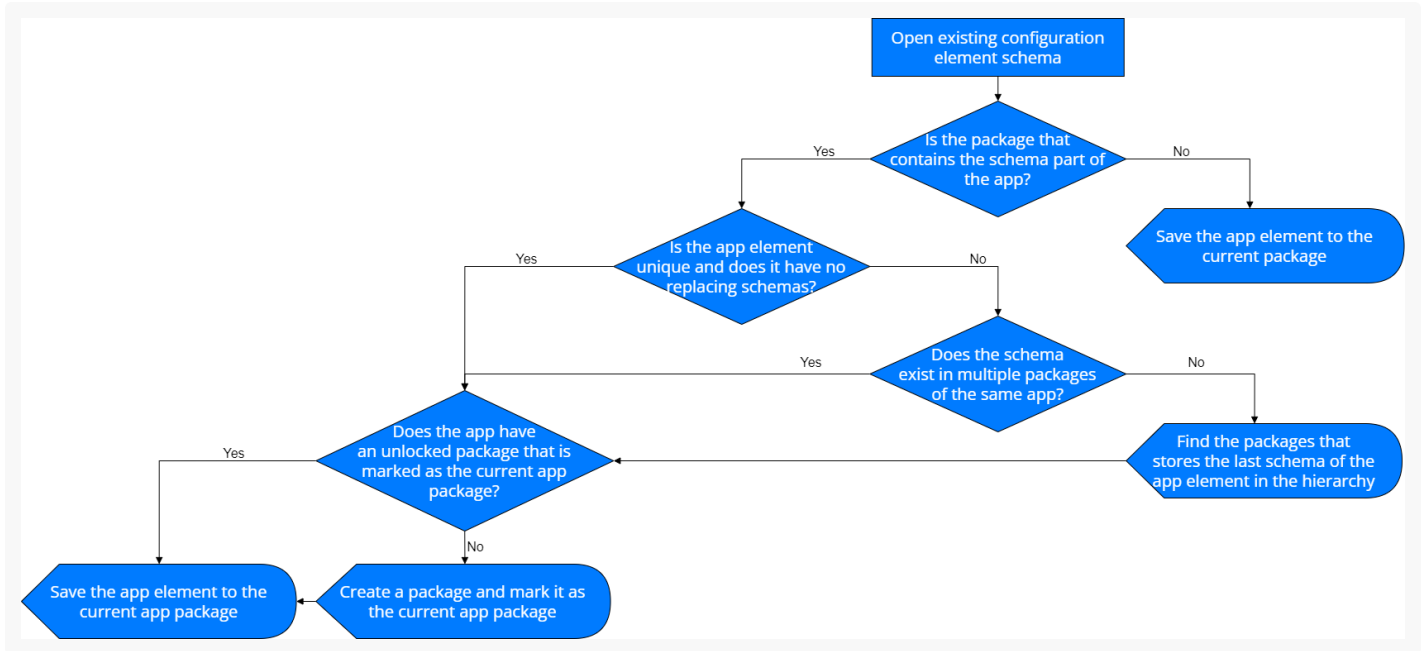 Open existing configuration
element schema
Is the package that
contains the schema part of
the app?
Yes
No
Save the app element to the
current package
Is the app element
unique and does it have no
replacing schemas?
Yes
No
Does the schema
exist in multiple packages
of the same app?
Yes
No
Find the packages that
stores the last schema of the
app element in the hierarchy
Does the app have
an unlocked package that is
marked as the current app
package?
Yes
No
Save the app element to the
current app package
Create a package and mark it as
the current app package